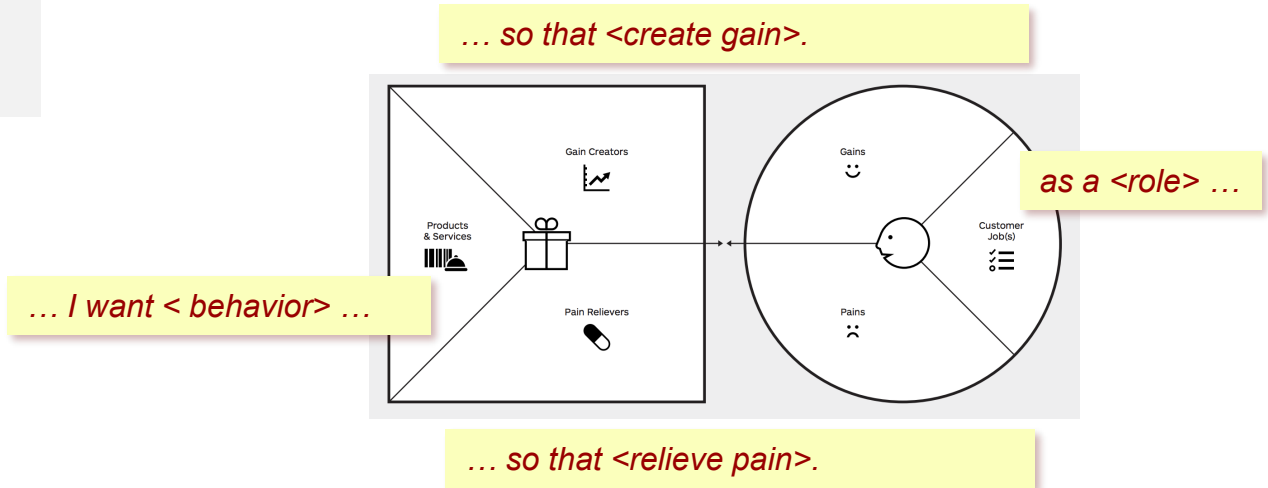 … so that <create gain>.
Gain Creators
Gains
as a <role> …
Products
& Services
Customer
Job(s)
… I want < behavior> …
Pain Relievers
Pains
… so that <relieve pain>.